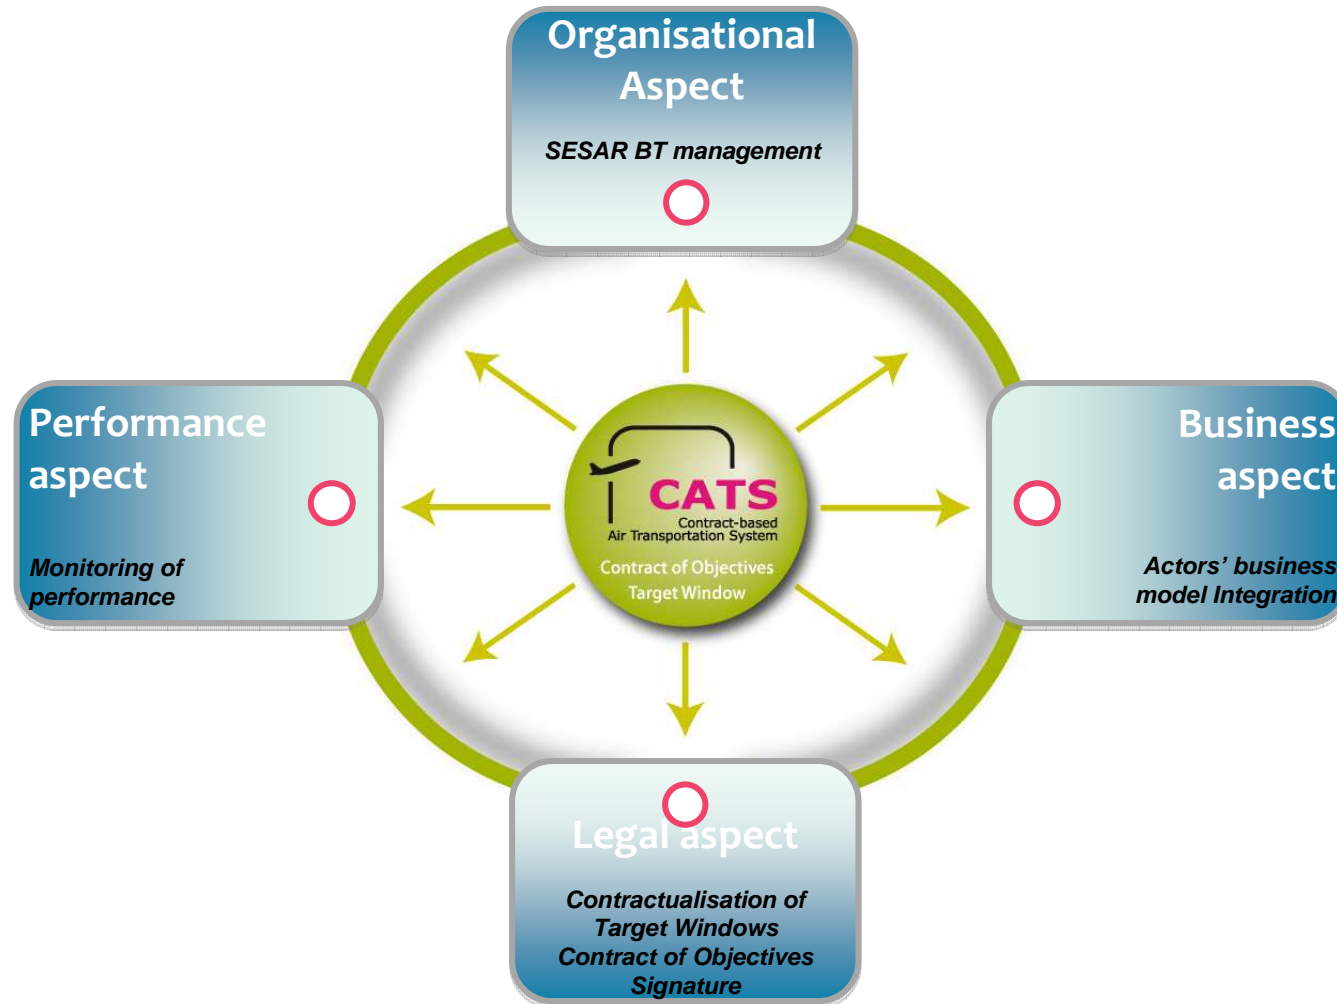 Organisational
Aspect
SESAR BT management
Performance
aspect
Monitoring of
performance
CATS
Contract-based
Air Transportation System
Contract of Objectives
Target Window
Business
aspect
Actors’ business
model Integration
Legal aspect
Contractualisation of
Target Windows
Contract of Objectives
Signature